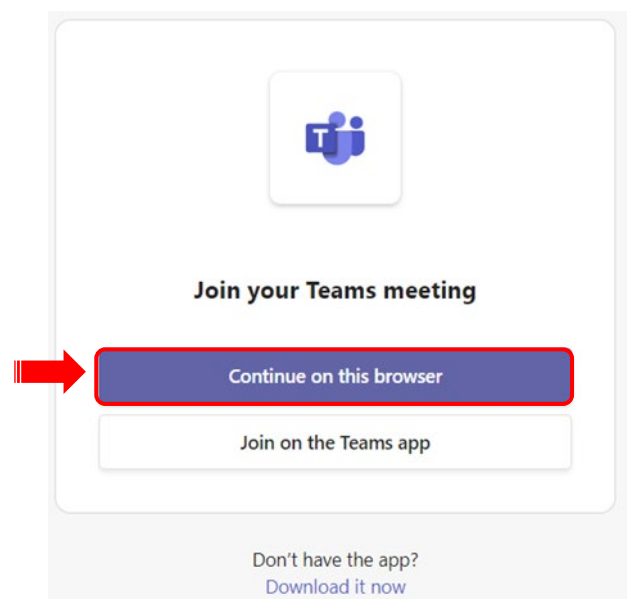 T
Join your Teams meeting
Continue on this browser
Join on the Teams app
Don't have the app?
Download it now